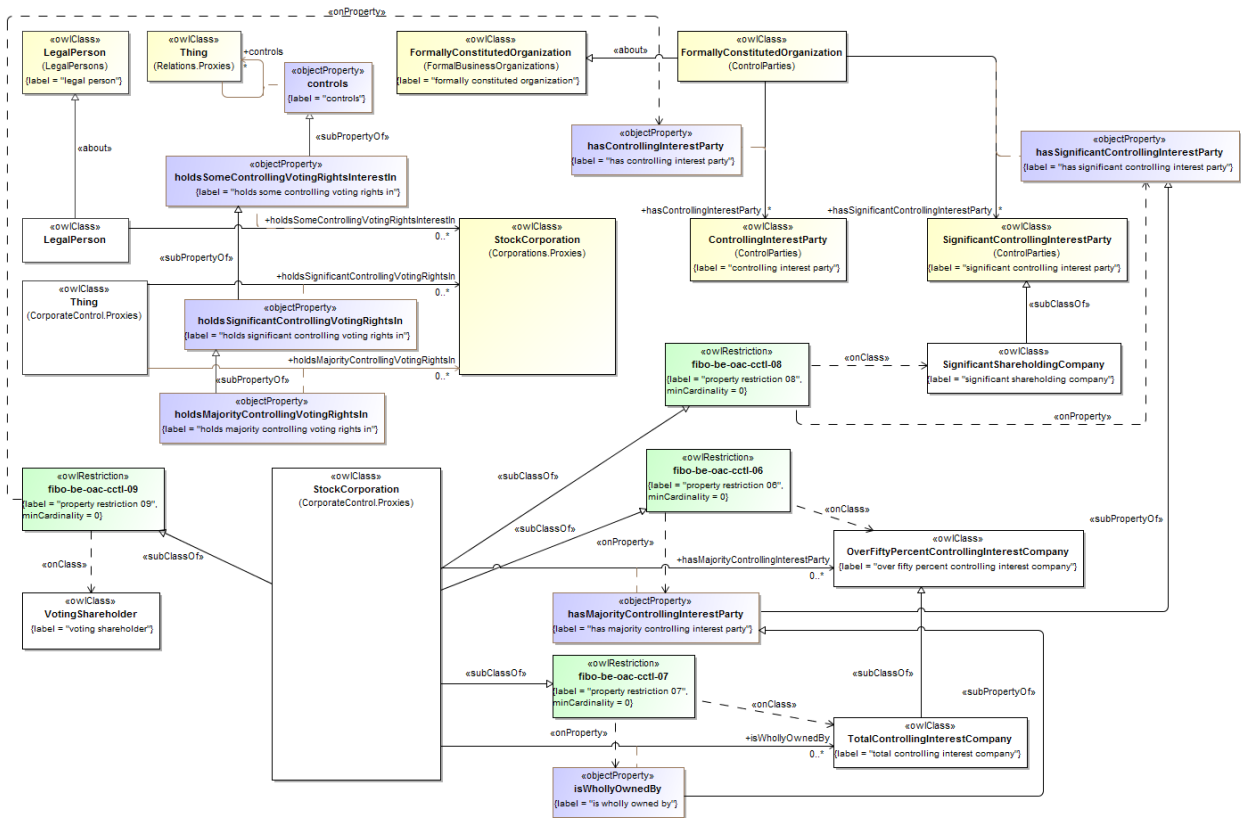 «onProperty»
«owlClass»
LegalPerson
(LegalPersons)
{label = "legal person"}
«owlClass»
Thing
(Relations.Proxies)
+controls
*
«objectProperty»
controls
{label = "controls"}
«owlClass»
FormallyConstitutedOrganization
(FormalBusinessOrganizations)
{label = "formally constituted organization"}
«about»
«owlClass»
FormallyConstitutedOrganization
(ControlParties)
«subPropertyOf»
«about»
«objectProperty»
hasControllingInterestParty
{label = "has controlling interest party"}
«objectProperty»
hasSignificantControllingInterestParty
{label = "has significant controlling interest party"}
«objectProperty»
holdsSomeControllingVotingRightsInterestIn
{label = "holds some controlling voting rights in"}
«owlClass»
LegalPerson
+holdsSomeControllingVotingRightsInterestIn
0..*
«owlClass»
StockCorporation
(Corporations.Proxies)
+hasControllingInterestParty
*
+hasSignificantControllingInterestParty
*
«owlClass»
ControllingInterestParty
(ControlParties)
{label = "controlling interest party"}
«owlClass»
SignificantControllingInterestParty
(ControlParties)
{label = "significant controlling interest party"}
«subPropertyOf»
+holdsSignificantControllingVotingRightsIn
0..*
«owlClass»
Thing
(CorporateControl.Proxies)
«objectProperty»
holdsSignificantControllingVotingRightsIn
{label = "holds significant controlling voting rights in"}
«subClassOf»
+holdsMajorityControllingVotingRightsIn
0..*
«subPropertyOf»
«owlRestriction»
fibo-be-oac-cctl-08
{label = "property restriction 08",
minCardinality = 0}
«onClass»
«owlClass»
SignificantShareholdingCompany
{label = "significant shareholding company"}
«onProperty»
«objectProperty»
holdsMajorityControllingVotingRightsIn
{label = "holds majority controlling voting rights in"}
«owlRestriction»
fibo-be-oac-cctl-09
{label = "property restriction 09",
minCardinality = 0}
«owlClass»
StockCorporation
(CorporateControl.Proxies)
«subClassOf»
«owlRestriction»
fibo-be-oac-cctl-06
{label = "property restriction 06",
minCardinality = 0}
«onClass»
«subPropertyOf»
«subClassOf»
«onProperty»
«subClassOf»
«onClass»
+hasMajorityControllingInterestParty
0..*
«owlClass»
OverFiftyPercentControllingInterestCompany
{label = "over fifty percent controlling interest company"}
«owlClass»
VotingShareholder
{label = "voting shareholder"}
«objectProperty»
hasMajorityControllingInterestParty
{label = "has majority controlling interest party"}
«subClassOf»
«owlRestriction»
fibo-be-oac-cctl-07
{label = "property restriction 07",
minCardinality = 0}
«subClassOf»
«subPropertyOf»
«onClass»
«onProperty»
+isWhollyOwnedBy
0..*
«owlClass»
TotalControllingInterestCompany
{label = "total controlling interest company"}
«objectProperty»
isWhollyOwnedBy
{label = "is wholly owned by"}